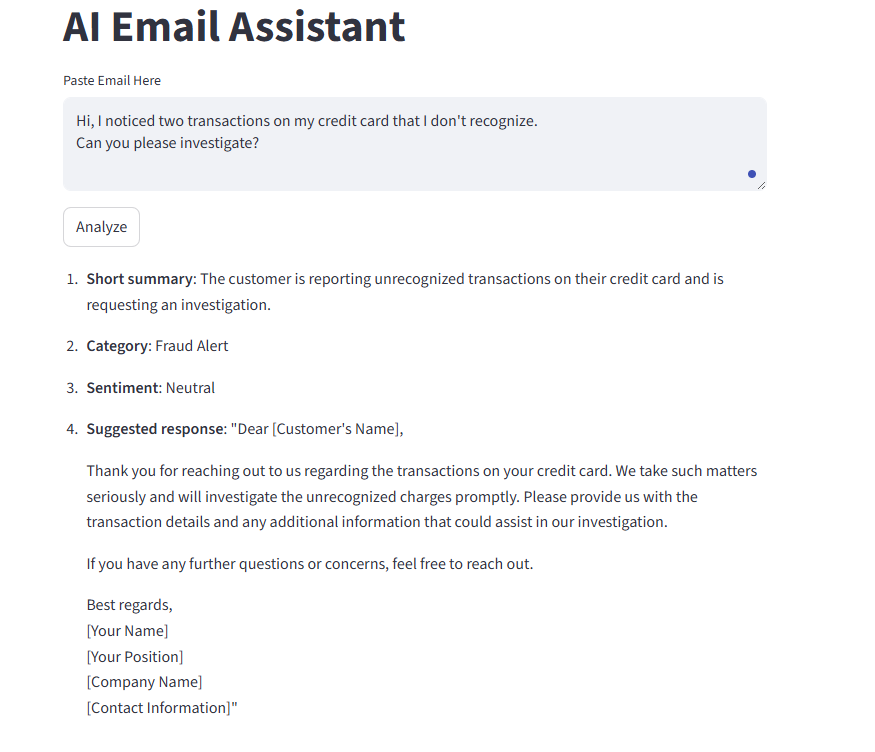 AI Email Assistant
Paste Email Here
Hi, I noticed two transactions on my credit card that I don't recognize.
Can you please investigate?
Analyze
1. Short summary: The customer is reporting unrecognized transactions on their credit card and is
requesting an investigation.
2. Category: Fraud Alert
3. Sentiment: Neutral
4. Suggested response: "Dear [Customer's Name],
Thank you for reaching out to us regarding the transactions on your credit card. We take such matters
seriously and will investigate the unrecognized charges promptly. Please provide us with the
transaction details and any additional information that could assist in our investigation.
If you have any further questions or concerns, feel free to reach out.
Best regards,
[Your Name]
[Your Position]
[Company Name]
[Contact Information]"